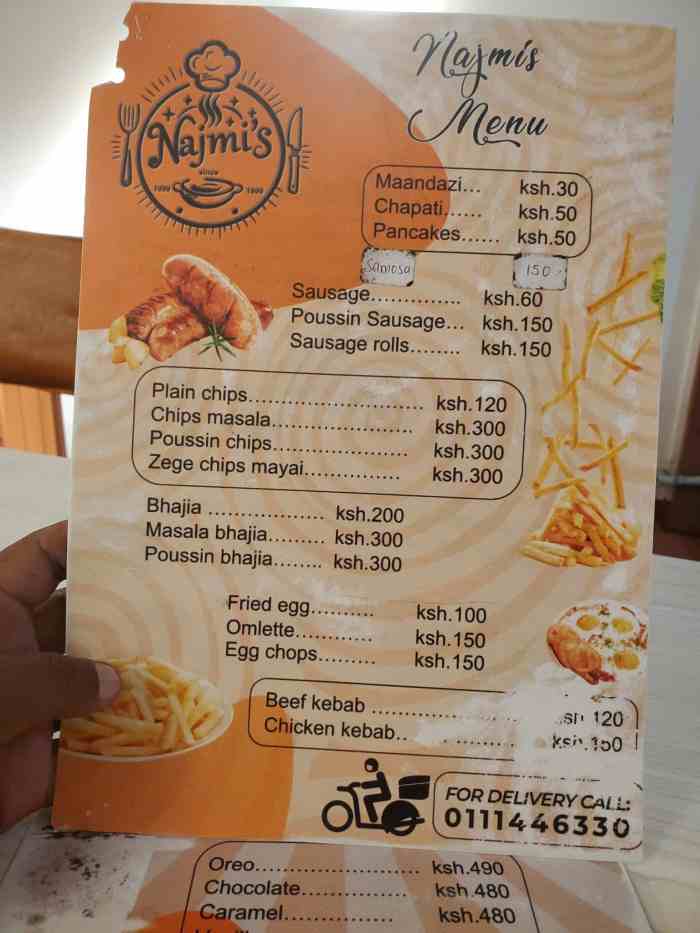 Najmi's
since
Najmis
Menu
Maandazi... ksh.30
Chapati...... ksh.50
Pancakes...... ksh.50
Samosa 150
Sausage.............. ksh.60
Poussin Sausage... ksh.150
Sausage rolls........ ksh.150
Plain chips............................ ksh.120
Chips masala....................... ksh.300
Poussin chips....................... ksh.300
Zege chips mayai............... ksh.300
Bhajia .................. ksh.200
Masala bhajia......... ksh.300
Poussin bhajia........ ksh.300
Fried egg.......... ksh.100
Omlette............ ksh.150
Egg chops......... ksh.150
Beef kebab ...................... 120
Chicken kebab.. ............
FOR DELIVERY CALL:
0111446330
Oreo.......................... ksh.490
Chocolate.................... ksh.480
Caramel...................... ksh.480